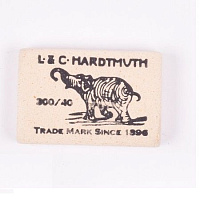 L·&C·HARDTMUTH
300/40
TRADE MARK SINCE 1896